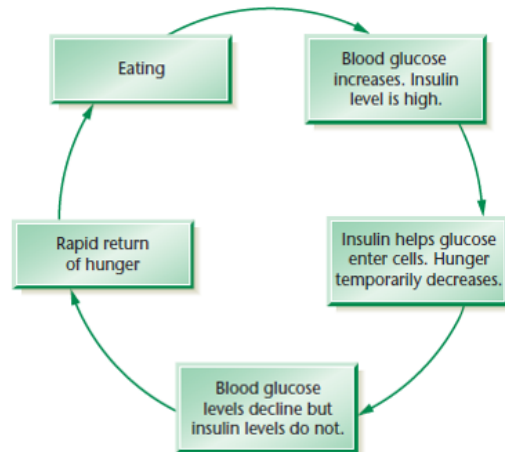 Eating
Blood glucose
increases. Insulin
level is high.
Insulin helps glucose
enter cells. Hunger
temporarily decreases.
Blood glucose
levels decline but
insulin levels do not.
Rapid return
of hunger